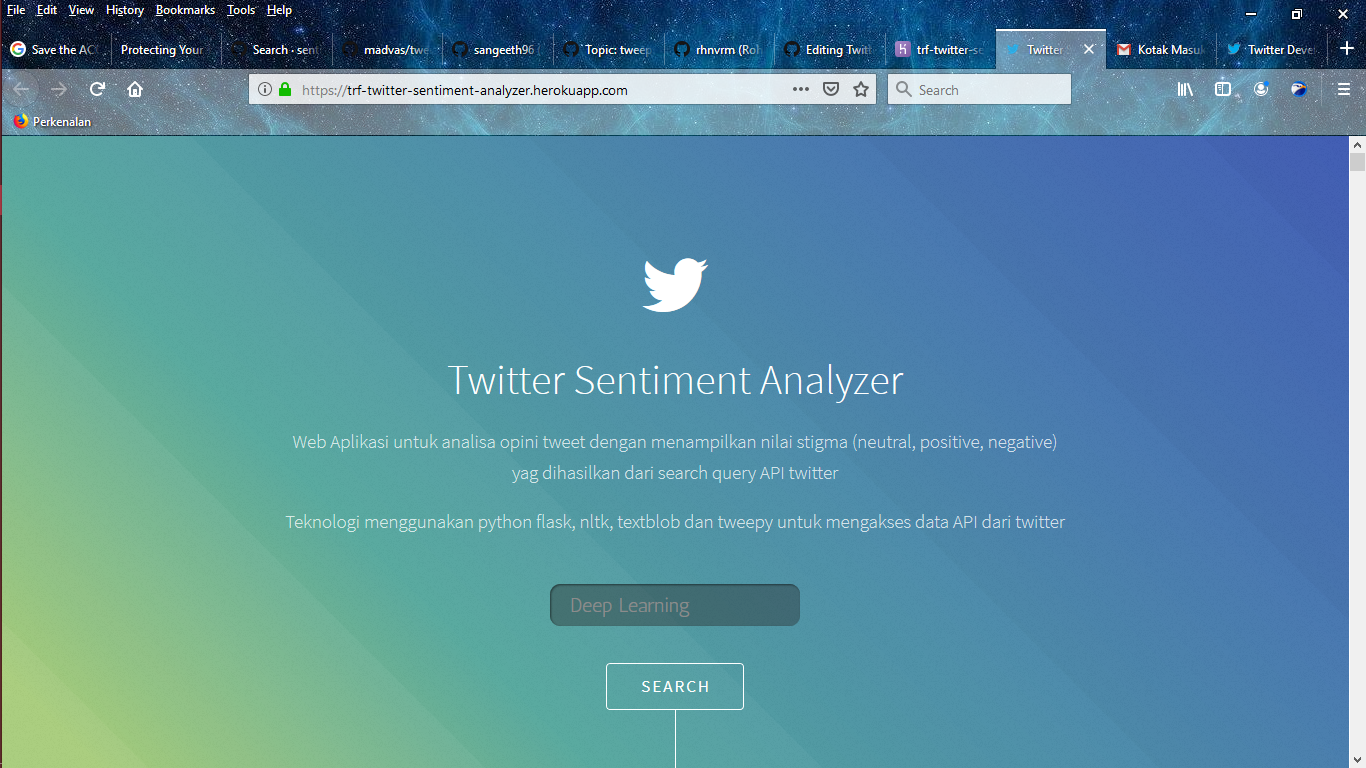 File Edit View History Bookmarks Tools Help
Save the AC Protecting Your Search · sent madvas/twe sangeeth96 Topic: tweep rhnvrm (Roh Editing Twitt trf-twitter-se Twitter Kotak Masuk Twitter Deve
https://trf-twitter-sentiment-analyzer.herokuapp.com
Search
Perkenalan
Twitter Sentiment Analyzer
Web Aplikasi untuk analisa opini tweet dengan menampilkan nilai stigma (neutral, positive, negative)
yag dihasilkan dari search query API twitter
Teknologi menggunakan python flask, nltk, textblob dan tweepy untuk mengakses data API dari twitter
Deep Learning
SEARCH